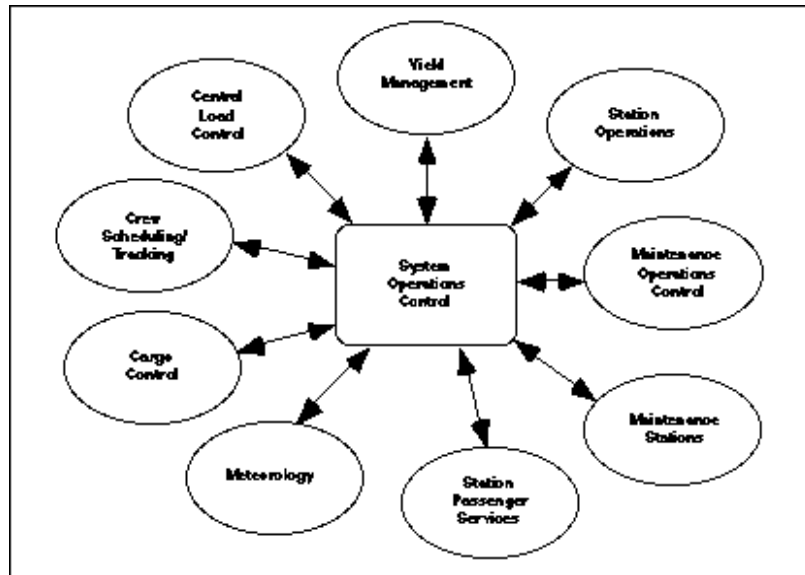 Yield
Management
Central
Load
Control
Station
Operations
Crew
Scheduling/
Tracking
System
Operations
Control
Maintenance
Operations
Control
Cargo
Control
Maintenance
Stations
Meteorology
Station
Passenger
Services